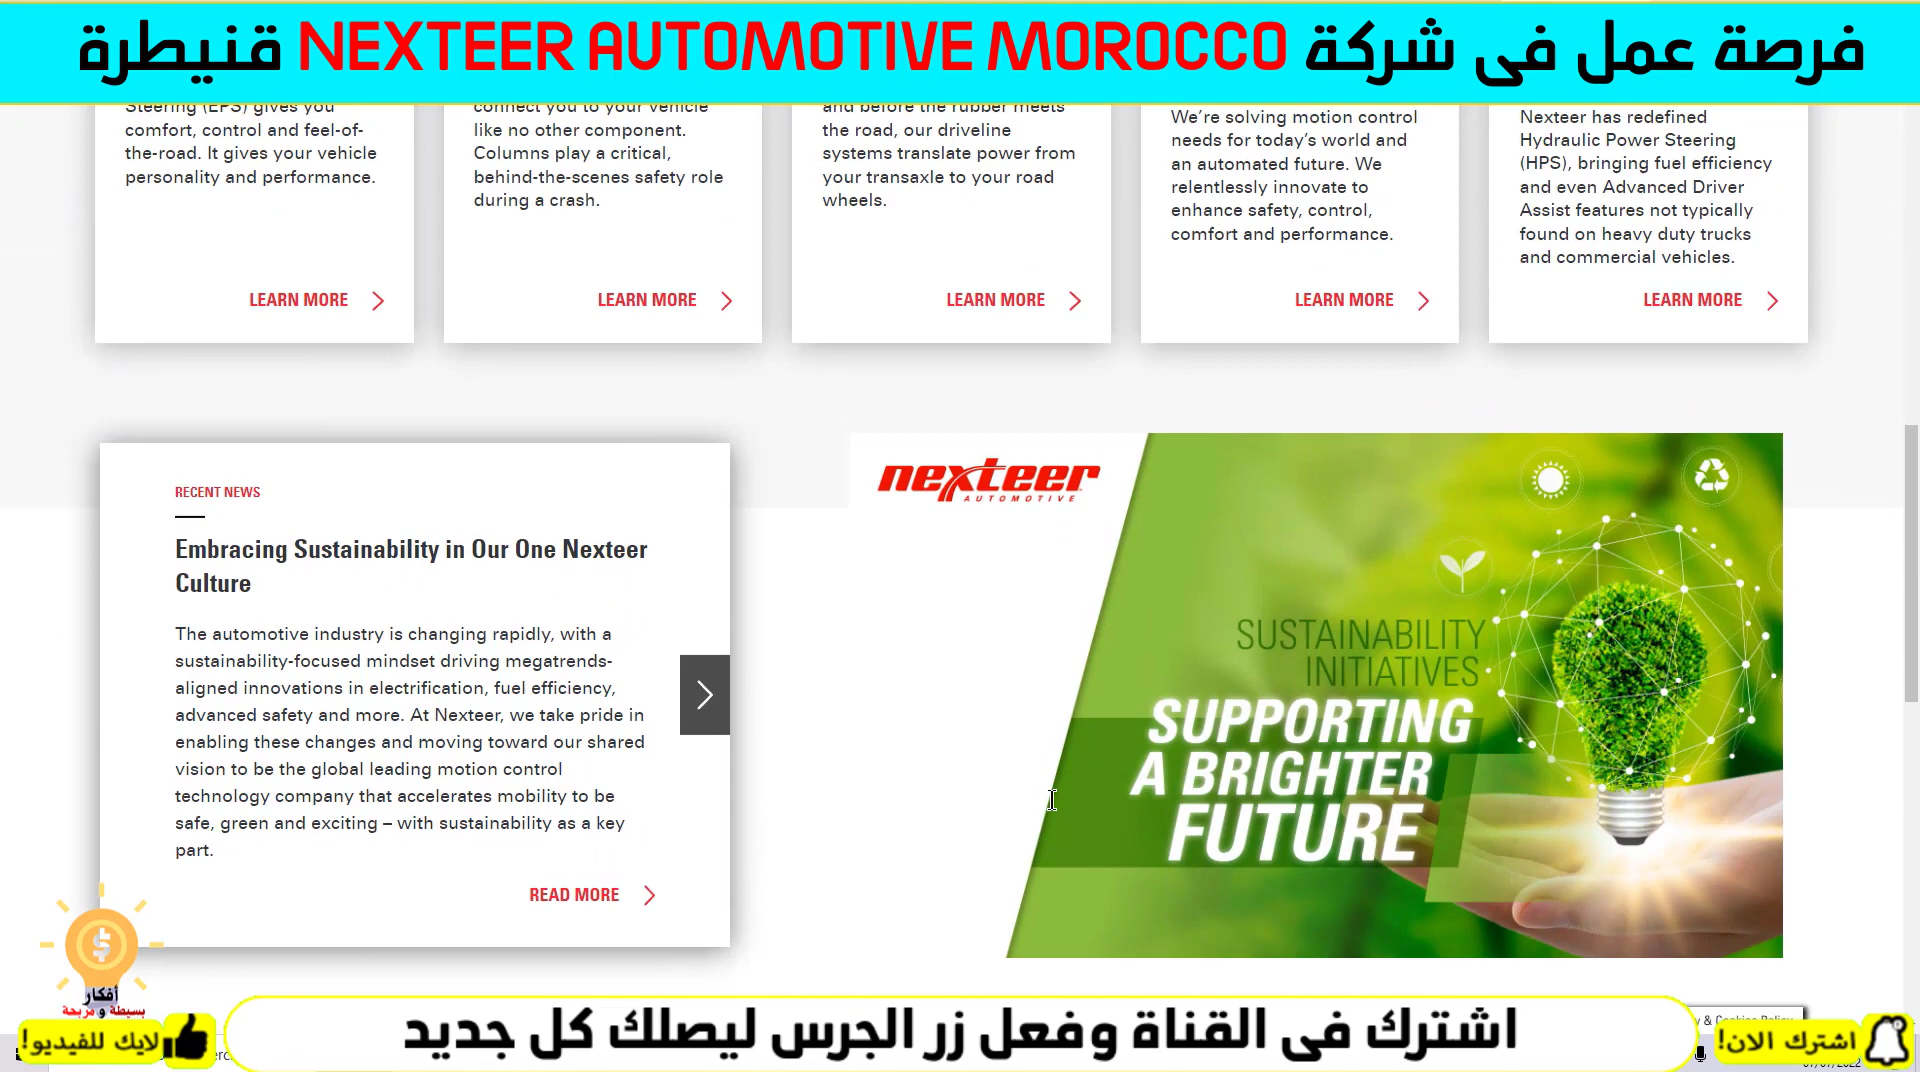 فرصة عمل فى شركة NEXTEER AUTOMOTIVE MOROCCO قنيطرة
Steering (EPS) gives you
comfort, control and feel-of-
the-road. It gives your vehicle
personality and performance.
LEARN MORE
connect you to your vehicle
like no other component.
Columns play a critical,
behind-the-scenes safety role
during a crash.
LEARN MORE
and before the rubber meets
the road, our driveline
systems translate power from
your transaxle to your road
wheels.
LEARN MORE
We’re solving motion control
needs for today’s world and
an automated future. We
relentlessly innovate to
enhance safety, control,
comfort and performance.
LEARN MORE
Nexteer has redefined
Hydraulic Power Steering
(HPS), bringing fuel efficiency
and even Advanced Driver
Assist features not typically
found on heavy duty trucks
and commercial vehicles.
LEARN MORE
RECENT NEWS
Embracing Sustainability in Our One Nexteer
Culture
The automotive industry is changing rapidly, with a
sustainability-focused mindset driving megatrends-
aligned innovations in electrification, fuel efficiency,
advanced safety and more. At Nexteer, we take pride in
enabling these changes and moving toward our shared
vision to be the global leading motion control
technology company that accelerates mobility to be
safe, green and exciting – with sustainability as a key
part.
READ MORE
nexteer
AUTOMOTIVE
SUSTAINABILITY
INITIATIVES
SUPPORTING
A BRIGHTER
FUTURE
أفكار
بسيطة و مربحة
لايك للفيديو!
اشترك فى القناة وفعل زر الجرس ليصلك كل جديد
& Cookies Policy
اشترك الان!